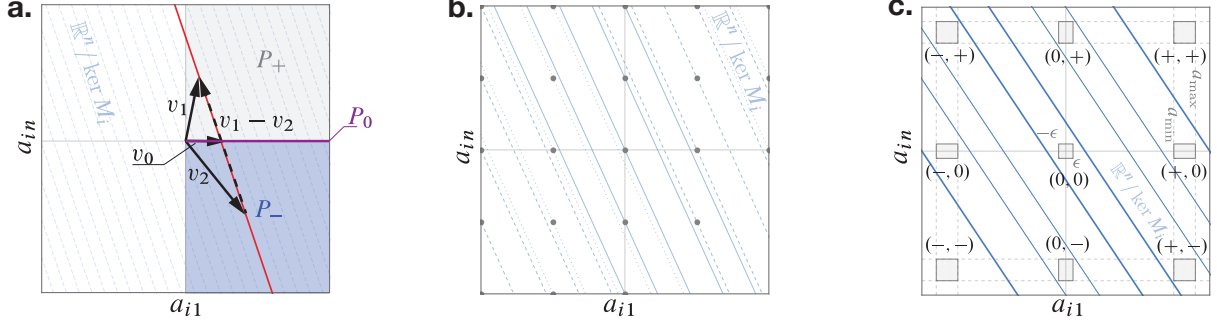 a.
ℝⁿ / ker Mᵢ
P₊
v₁
v₁ − v₂
P₀
v₀
v₂
P₋
aᵢₙ
aᵢ₁
b.
ℝⁿ / ker Mᵢ
aᵢₙ
aᵢ₁
c.
(−, +)
(0, +)
(+, +)
a_max
a_min
−ϵ
ϵ
(−, 0)
(0, 0)
(+, 0)
ℝⁿ / ker Mᵢ
(−, −)
(0, −)
(+, −)
aᵢₙ
aᵢ₁